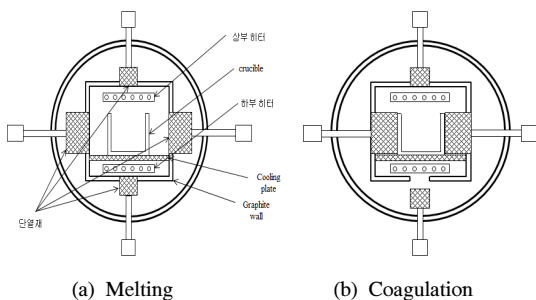 상부 히터
crucible
하부 히터
Cooling
plate
Graphite
wall
단열재
(a) Melting
(b) Coagulation